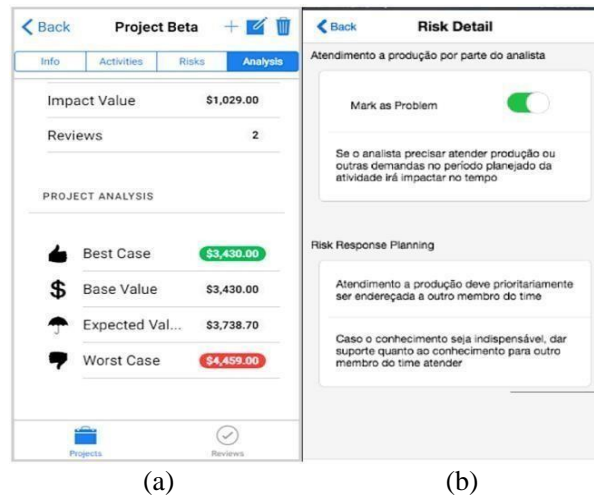 Back Project Beta
Info Activities Risks Analysis
Impact Value $1,029.00
Reviews 2
PROJECT ANALYSIS
Best Case $3,430.00
Base Value $3,430.00
Expected Val... $3,738.70
Worst Case $4,459.00
Projects Reviews
(a)
Back Risk Detail
Atendimento a produção por parte do analista
Mark as Problem
Se o analista precisar atender produção ou
outras demandas no período planejado da
atividade irá impactar no tempo
Risk Response Planning
Atendimento a produção deve prioritariamente
ser endereçada a outro membro do time
Caso o conhecimento seja indispensável, dar
suporte quanto ao conhecimento para outro
membro do time atender
(b)